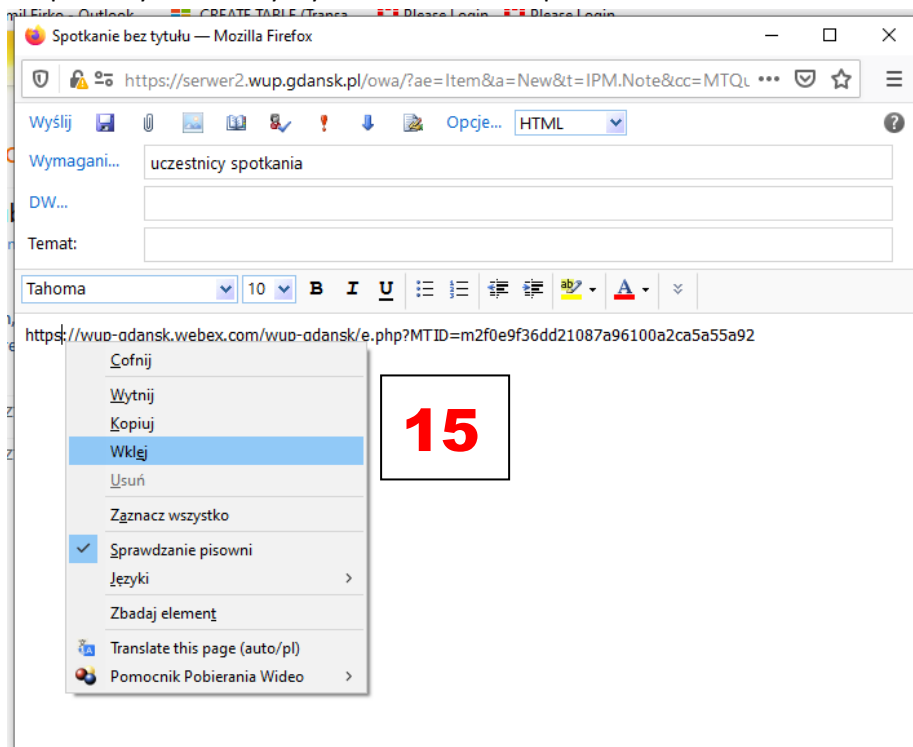 mil Firko - Outlook CREATE TABLE (Transa Please Login Please Login
Spotkanie bez tytułu — Mozilla Firefox
https://serwer2.wup.gdansk.pl/owa/?ae=Item&a=New&t=IPM.Note&cc=MTQu
Wyślij Opcje... HTML
Wymagani... uczestnicy spotkania
DW...
Temat:
Tahoma 10 B I U ab A
https://wup-gdansk.webex.com/wup-gdansk/e.php?MTID=m2f0e9f36dd21087a96100a2ca5a55a92
Cofnij
Wytnij
Kopiuj
Wklej
Usuń
Zaznacz wszystko
Sprawdzanie pisowni
Języki
Zbadaj element
Translate this page (auto/pl)
Pomocnik Pobierania Wideo
15